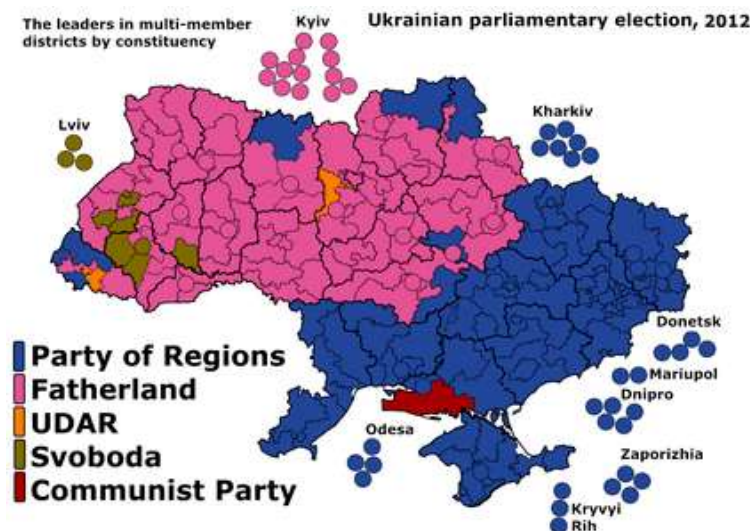 The leaders in multi-member
districts by constituency
Kyiv
Ukrainian parliamentary election, 2012
Lviv
Kharkiv
Donetsk
Mariupol
Dnipro
Zaporizhia
Odesa
Kryvyi
Rih
Party of Regions
Fatherland
UDAR
Svoboda
Communist Party